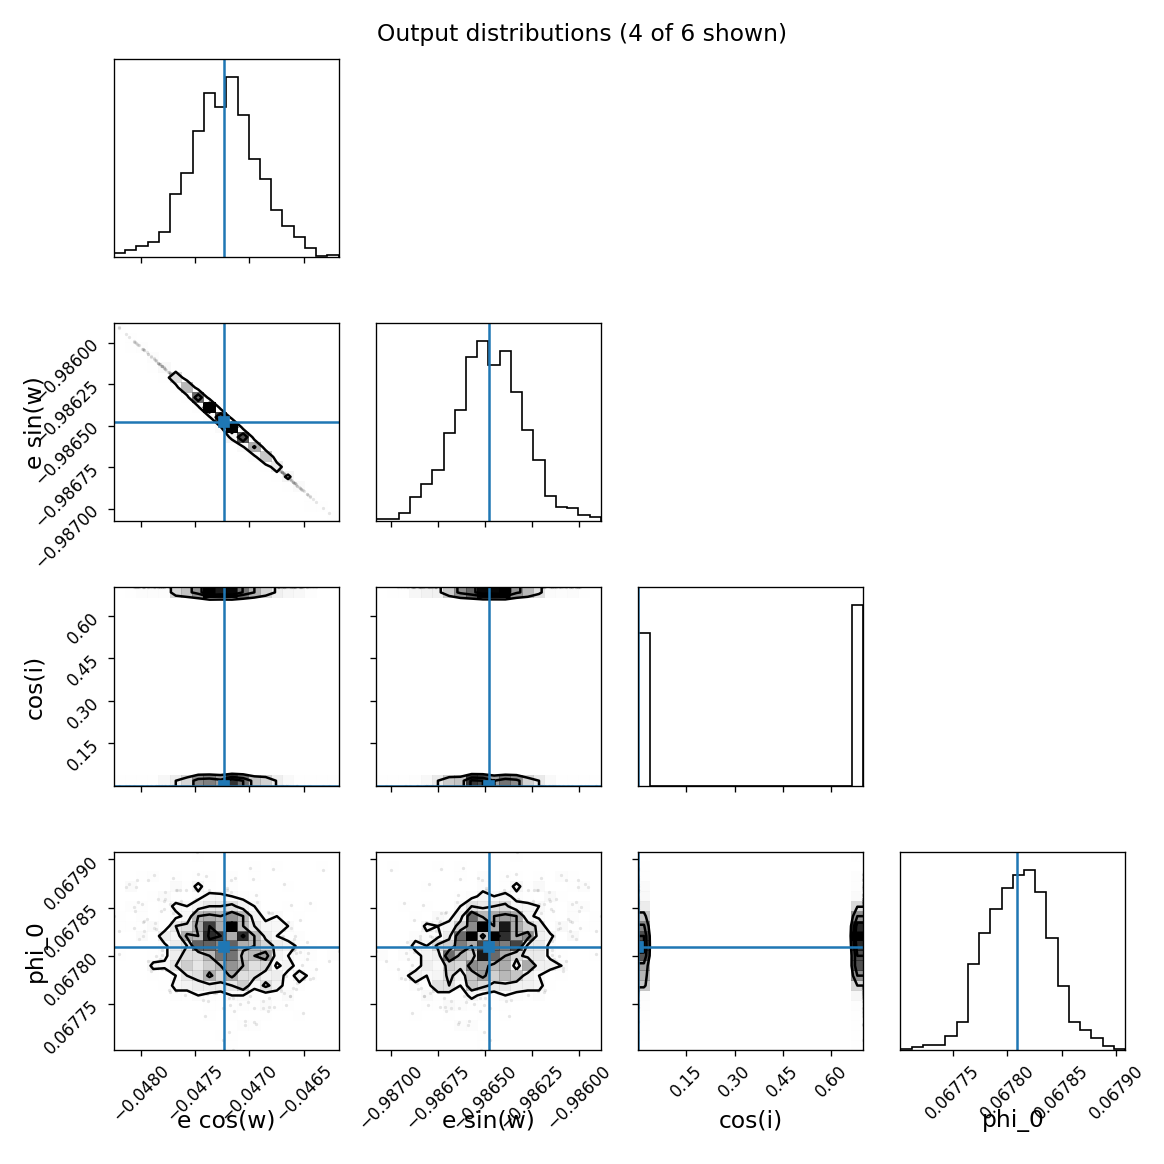 Output distributions (4 of 6 shown)
e sin(w)
−0.98600
−0.98625
−0.98650
−0.98675
−0.98700
cos(i)
0.60
0.45
0.30
0.15
phi_0
0.06790
0.06785
0.06780
0.06775
−0.0480 −0.0475 −0.0470 −0.0465
−0.98700 −0.98675 −0.98650 −0.98625 −0.98600
0.15 0.30 0.45 0.60
0.06775 0.06780 0.06785 0.06790
e cos(w) e sin(w) cos(i) phi_0